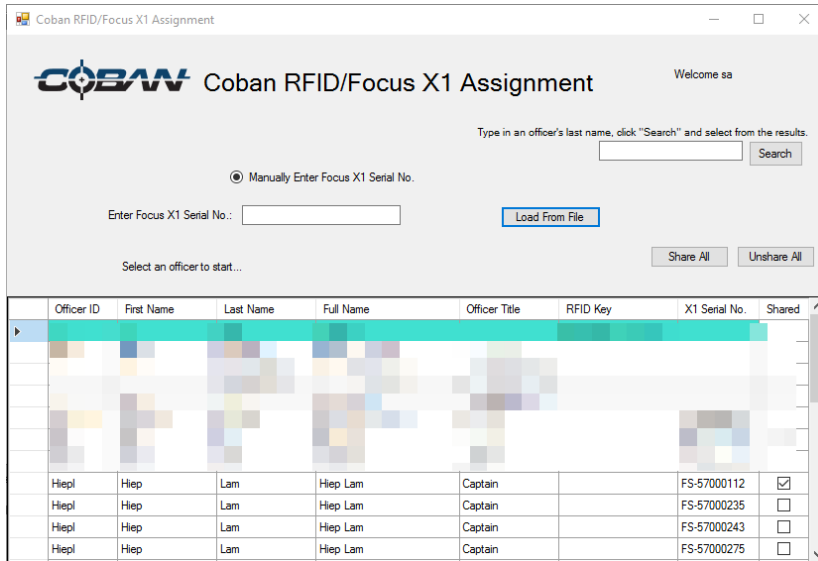 Coban RFID/Focus X1 Assignment
COBAN Coban RFID/Focus X1 Assignment
Welcome sa
Type in an officer's last name, click "Search" and select from the results.
Search
Manually Enter Focus X1 Serial No.
Enter Focus X1 Serial No.: Load From File
Share All Unshare All
Select an officer to start...
Officer ID First Name Last Name Full Name Officer Title RFID Key X1 Serial No. Shared
Hiepl Hiep Lam Hiep Lam Captain FS-57000112
Hiepl Hiep Lam Hiep Lam Captain FS-57000235
Hiepl Hiep Lam Hiep Lam Captain FS-57000243
Hiepl Hiep Lam Hiep Lam Captain FS-57000275